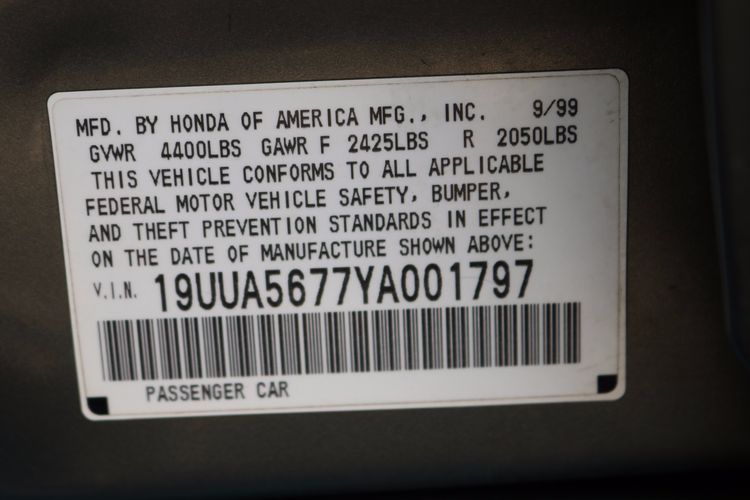 MFD. BY HONDA OF AMERICA MFG., INC. 9/99
GVWR 4400LBS GAWR F 2425LBS R 2050LBS
THIS VEHICLE CONFORMS TO ALL APPLICABLE
FEDERAL MOTOR VEHICLE SAFETY, BUMPER,
AND THEFT PREVENTION STANDARDS IN EFFECT
ON THE DATE OF MANUFACTURE SHOWN ABOVE:
V.I.N. 19UUA5677YA001797
PASSENGER CAR